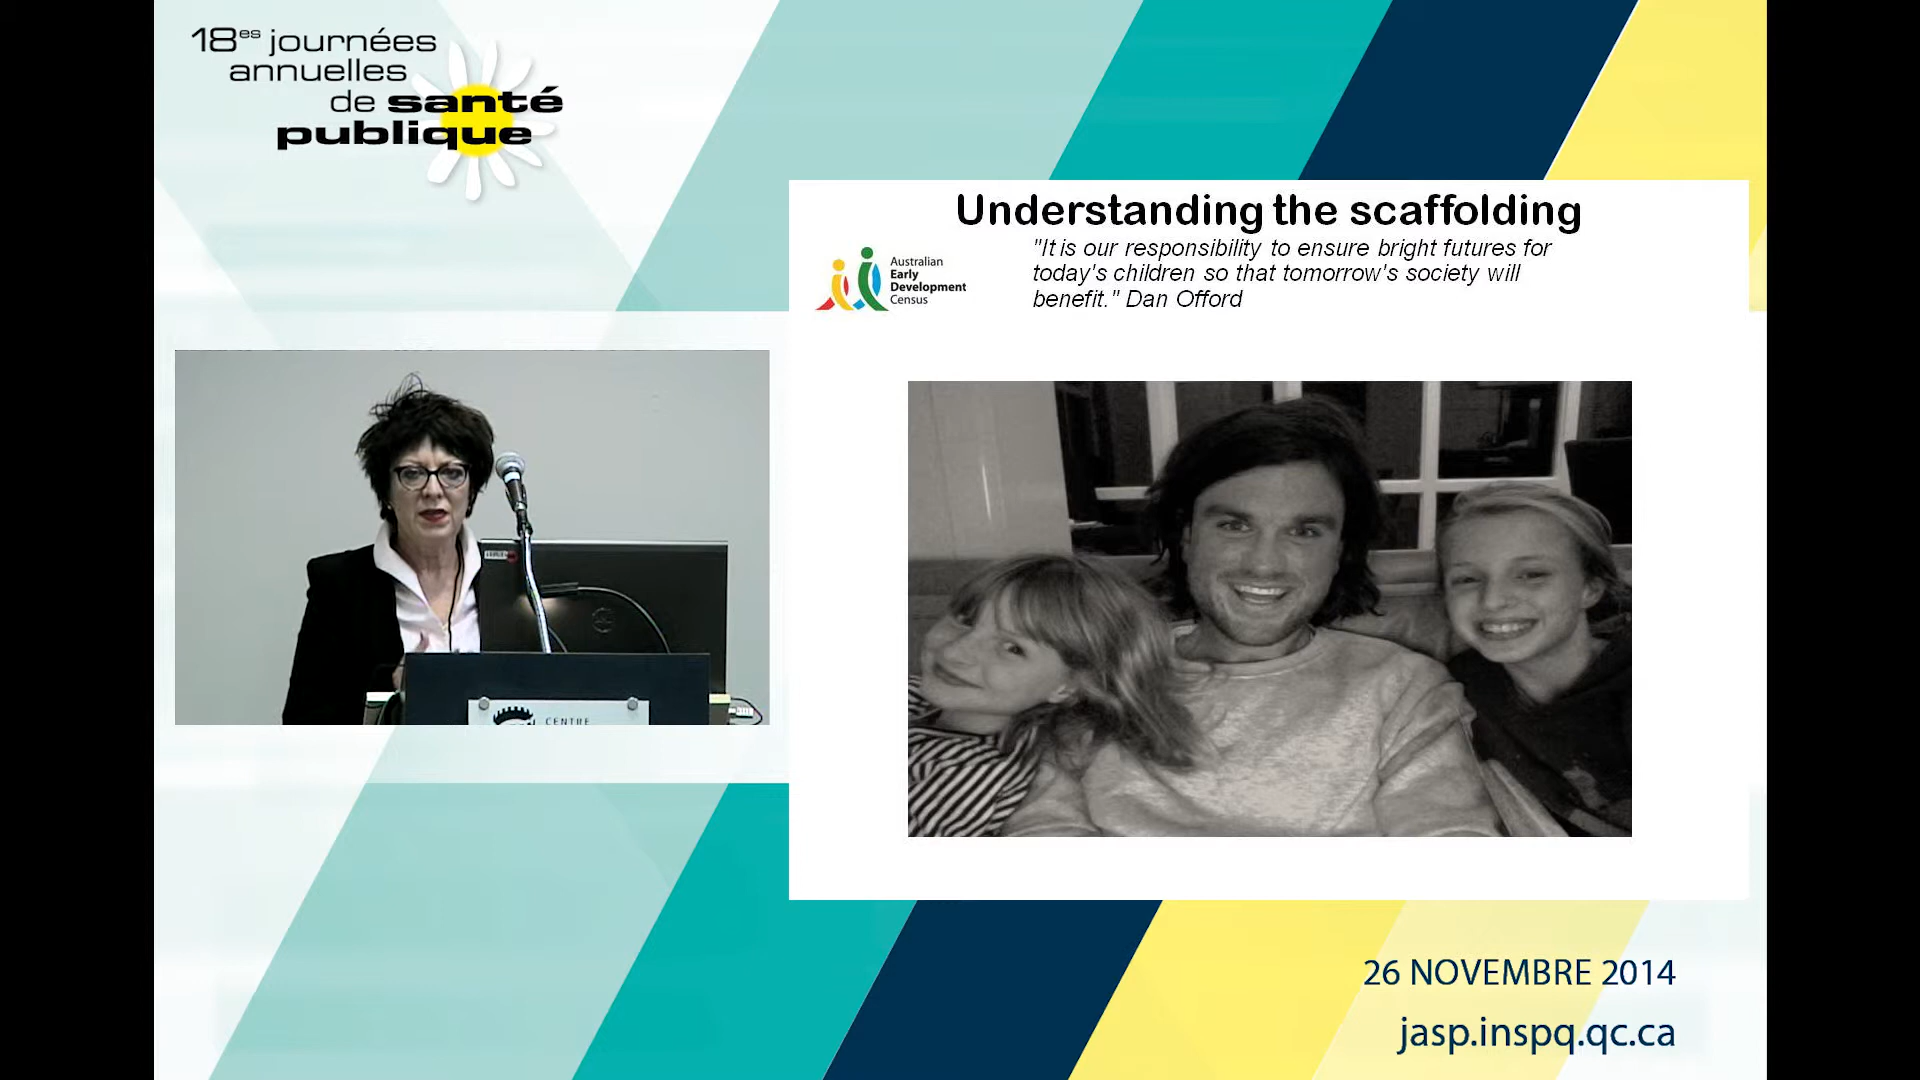 18es journées
annuelles
de santé
publique
Understanding the scaffolding
"It is our responsibility to ensure bright futures for
today's children so that tomorrow's society will
benefit." Dan Offord
Australian
Early
Development
Census
CENTRE
26 NOVEMBRE 2014
jasp.inspq.qc.ca